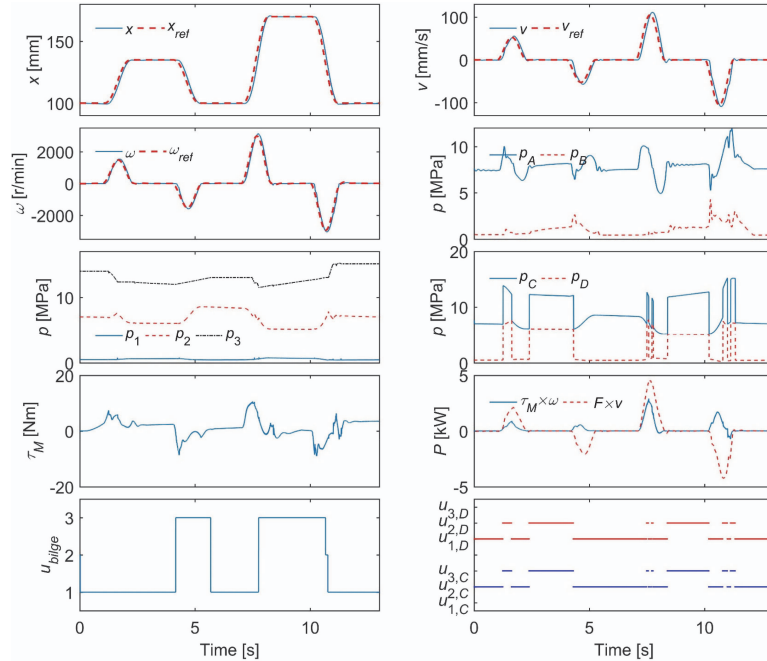 x [mm]
150
100
x x_ref
v [mm/s]
100
0
-100
v v_ref
ω [r/min]
2000
0
-2000
ω ω_ref
p [MPa]
10
5
0
p_A p_B
p [MPa]
10
0
p_1 p_2 p_3
p [MPa]
20
10
0
p_C p_D
τ_M [Nm]
20
0
-20
P [kW]
5
0
-5
τ_M×ω F×v
u_bilge
3
2
1
0 5 10
Time [s]
u_3,D
u_2,D
u_1,D
u_3,C
u_2,C
u_1,C
0 5 10
Time [s]